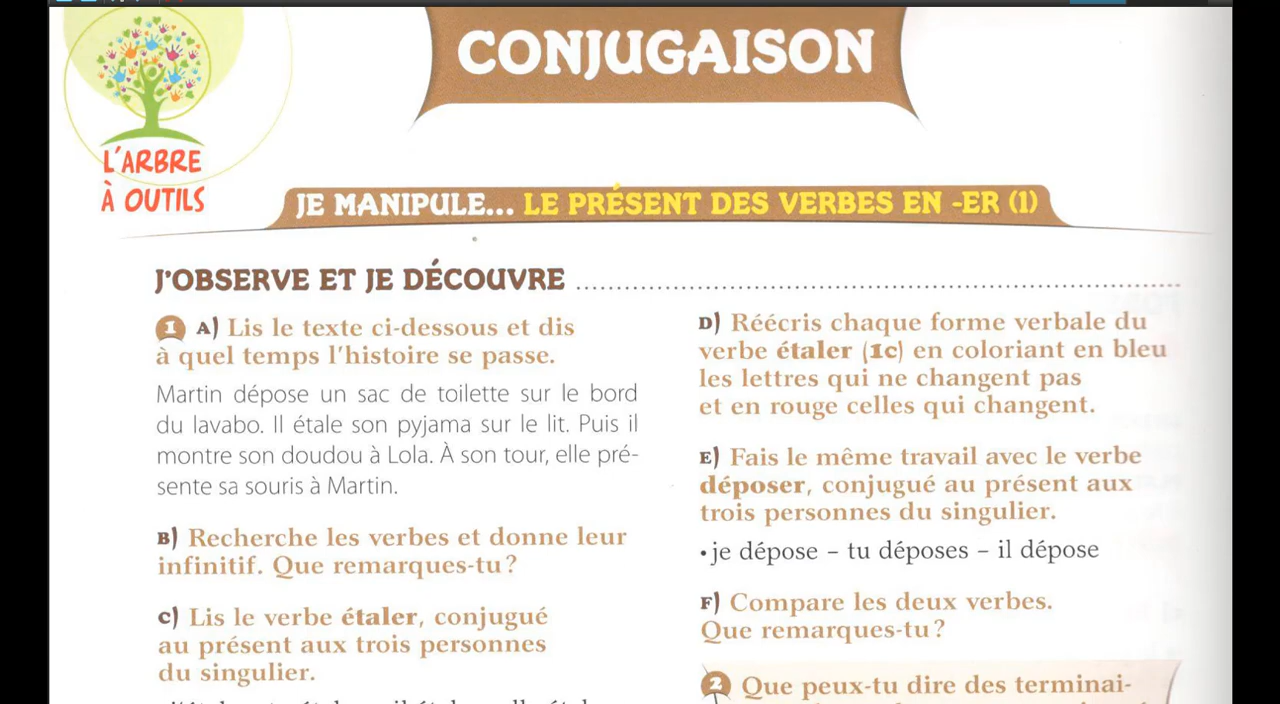 CONJUGAISON
L'ARBRE
À OUTILS
JE MANIPULE... LE PRÉSENT DES VERBES EN -ER (1)
J'OBSERVE ET JE DÉCOUVRE
1 A) Lis le texte ci-dessous et dis
à quel temps l'histoire se passe.
Martin dépose un sac de toilette sur le bord
du lavabo. Il étale son pyjama sur le lit. Puis il
montre son doudou à Lola. À son tour, elle pré-
sente sa souris à Martin.
B) Recherche les verbes et donne leur
infinitif. Que remarques-tu ?
C) Lis le verbe étaler, conjugué
au présent aux trois personnes
du singulier.
D) Réécris chaque forme verbale du
verbe étaler (1c) en coloriant en bleu
les lettres qui ne changent pas
et en rouge celles qui changent.
E) Fais le même travail avec le verbe
déposer, conjugué au présent aux
trois personnes du singulier.
• je dépose – tu déposes – il dépose
F) Compare les deux verbes.
Que remarques-tu ?
2 Que peux-tu dire des terminai-